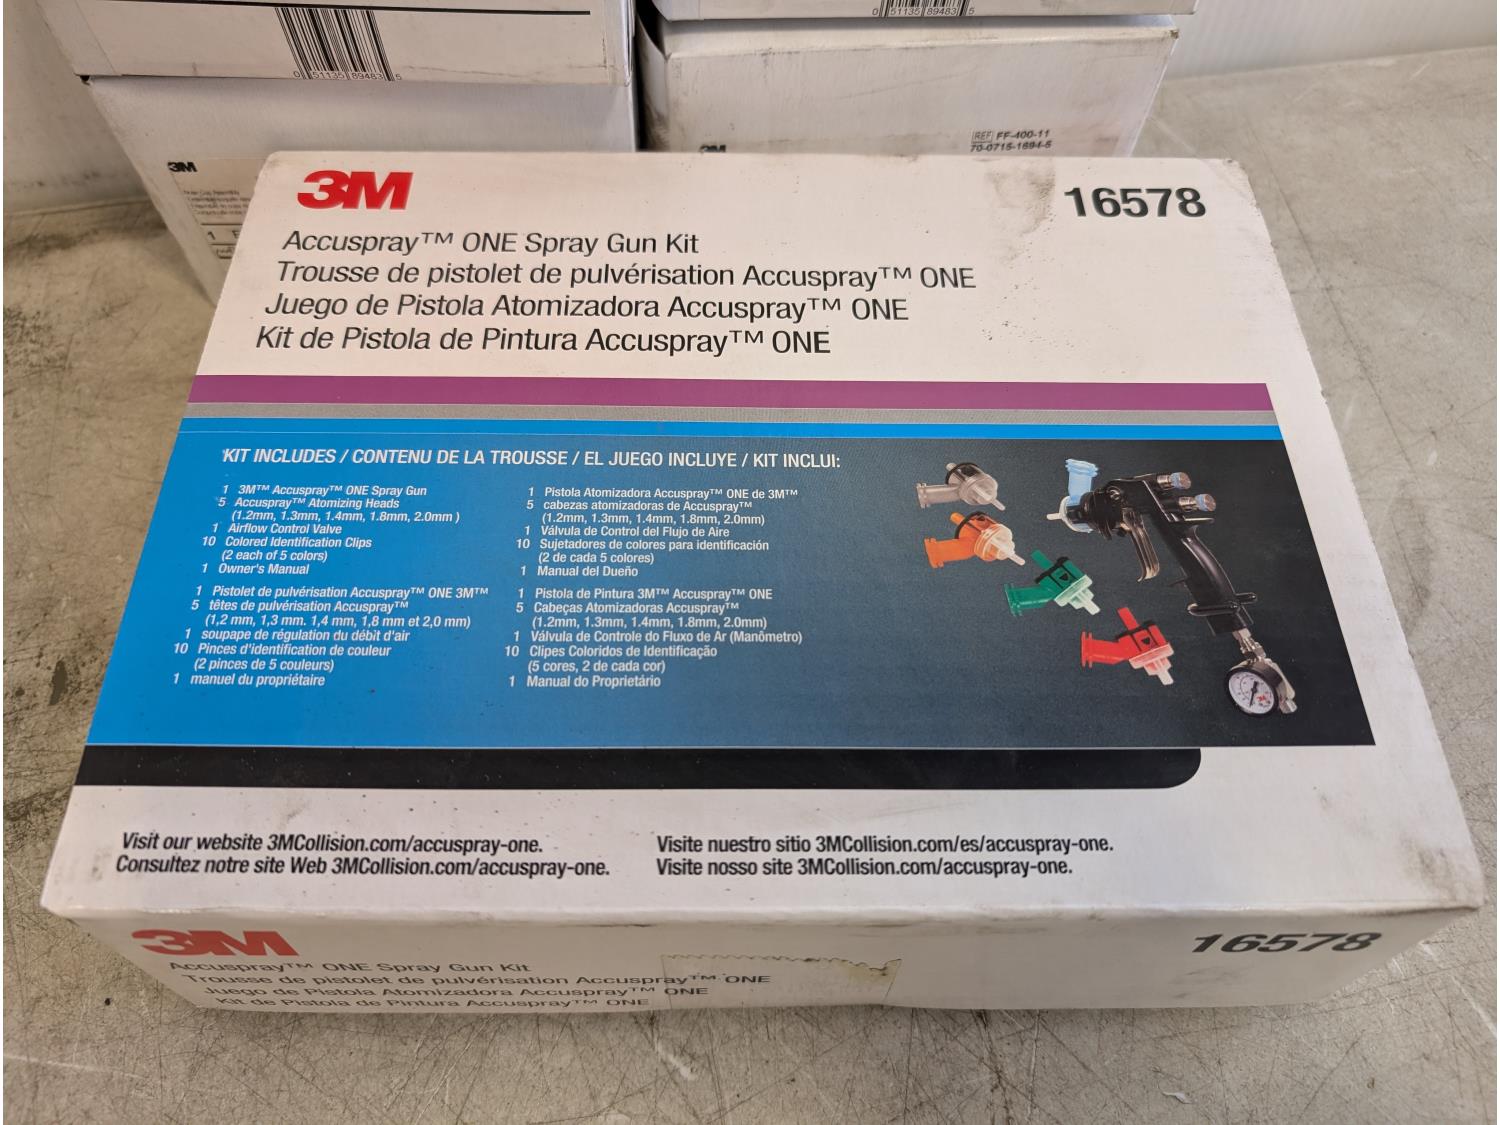 0 51135 89483 5
0 51135 89483 5
3M
REF FF-400-11
70-0715-1694-5
3M
1
3M
16578
Accuspray™ ONE Spray Gun Kit
Trousse de pistolet de pulvérisation Accuspray™ ONE
Juego de Pistola Atomizadora Accuspray™ ONE
Kit de Pistola de Pintura Accuspray™ ONE
KIT INCLUDES / CONTENU DE LA TROUSSE / EL JUEGO INCLUYE / KIT INCLUI:
1 3M™ Accuspray™ ONE Spray Gun
5 Accuspray™ Atomizing Heads
(1.2mm, 1.3mm, 1.4mm, 1.8mm, 2.0mm )
1 Airflow Control Valve
10 Colored Identification Clips
(2 each of 5 colors)
1 Owner's Manual
1 Pistolet de pulvérisation Accuspray™ ONE 3M™
5 têtes de pulvérisation Accuspray™
(1,2 mm, 1,3 mm. 1,4 mm, 1,8 mm et 2,0 mm)
1 soupape de régulation du débit d'air
10 Pinces d'identification de couleur
(2 pinces de 5 couleurs)
1 manuel du propriétaire
1 Pistola Atomizadora Accuspray™ ONE de 3M™
5 cabezas atomizadoras de Accuspray™
(1.2mm, 1.3mm, 1.4mm, 1.8mm, 2.0mm)
1 Válvula de Control del Flujo de Aire
10 Sujetadores de colores para identificación
(2 de cada 5 colores)
1 Manual del Dueño
1 Pistola de Pintura 3M™ Accuspray™ ONE
5 Cabeças Atomizadoras Accuspray™
(1.2mm, 1.3mm, 1.4mm, 1.8mm, 2.0mm)
1 Válvula de Controle do Fluxo de Ar (Manômetro)
10 Clipes Coloridos de Identificação
(5 cores, 2 de cada cor)
1 Manual do Proprietário
Visit our website 3MCollision.com/accuspray-one.
Consultez notre site Web 3MCollision.com/accuspray-one.
Visite nuestro sitio 3MCollision.com/es/accuspray-one.
Visite nosso site 3MCollision.com/accuspray-one.
3M
16578
Accuspray™ ONE Spray Gun Kit
Trousse de pistolet de pulvérisation Accuspray™ ONE
Juego de Pistola Atomizadora Accuspray™ ONE
Kit de Pistola de Pintura Accuspray™ ONE